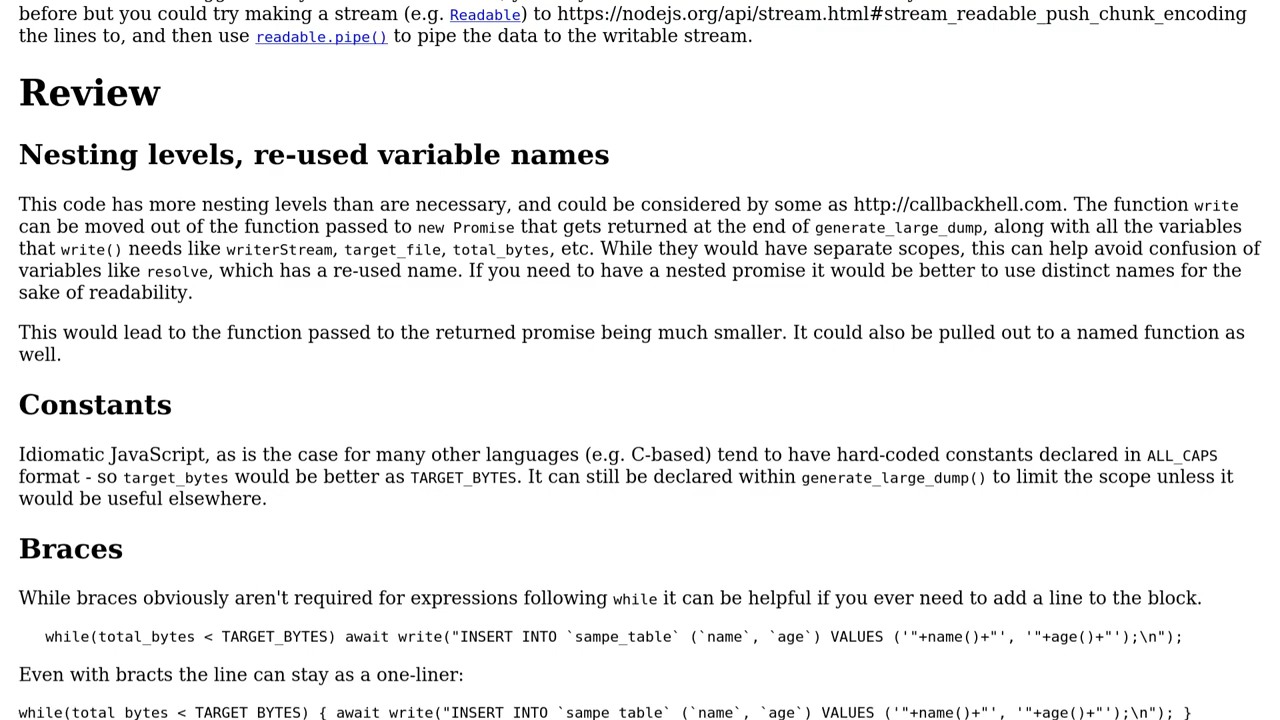 before but you could try making a stream (e.g. Readable) to https://nodejs.org/api/stream.html#stream_readable_push_chunk_encoding
the lines to, and then use readable.pipe() to pipe the data to the writable stream.
Review
Nesting levels, re-used variable names
This code has more nesting levels than are necessary, and could be considered by some as http://callbackhell.com. The function write
can be moved out of the function passed to new Promise that gets returned at the end of generate_large_dump, along with all the variables
that write() needs like writerStream, target_file, total_bytes, etc. While they would have separate scopes, this can help avoid confusion of
variables like resolve, which has a re-used name. If you need to have a nested promise it would be better to use distinct names for the
sake of readability.
This would lead to the function passed to the returned promise being much smaller. It could also be pulled out to a named function as
well.
Constants
Idiomatic JavaScript, as is the case for many other languages (e.g. C-based) tend to have hard-coded constants declared in ALL_CAPS
format - so target_bytes would be better as TARGET_BYTES. It can still be declared within generate_large_dump() to limit the scope unless it
would be useful elsewhere.
Braces
While braces obviously aren't required for expressions following while it can be helpful if you ever need to add a line to the block.
while(total_bytes < TARGET_BYTES) await write("INSERT INTO `sampe_table` (`name`, `age`) VALUES ('"+name()+"', '"+age()+"');\n");
Even with bracts the line can stay as a one-liner:
while(total_bytes < TARGET_BYTES) { await write("INSERT INTO `sampe_table` (`name`, `age`) VALUES ('"+name()+"', '"+age()+"');\n"); }